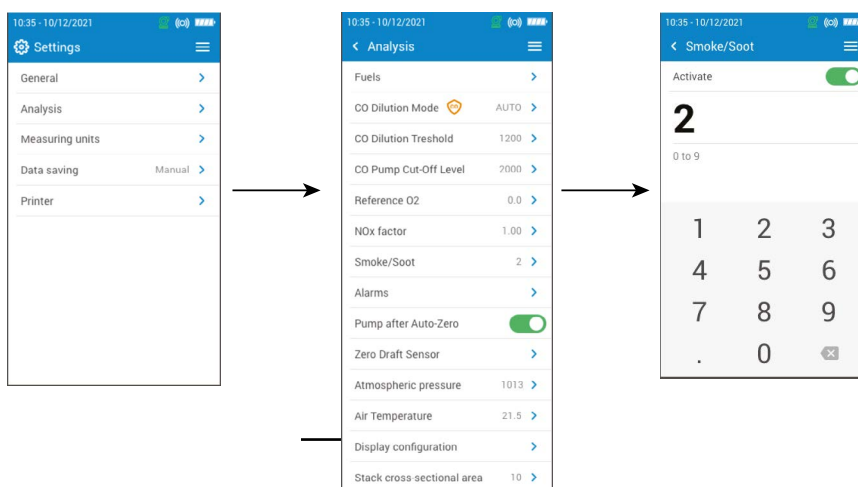 10:35 - 10/12/2021
Settings
General
Analysis
Measuring units
Data saving Manual
Printer
10:35 - 10/12/2021
Analysis
Fuels
CO Dilution Mode AUTO
CO Dilution Treshold 1200
CO Pump Cut-Off Level 2000
Reference O2 0.0
NOx factor 1.00
Smoke/Soot 2
Alarms
Pump after Auto-Zero
Zero Draft Sensor
Atmospheric pressure 1013
Air Temperature 21.5
Display configuration
Stack cross-sectional area 10
10:35 - 10/12/2021
Smoke/Soot
Activate
2
0 to 9
1 2 3
4 5 6
7 8 9
. 0